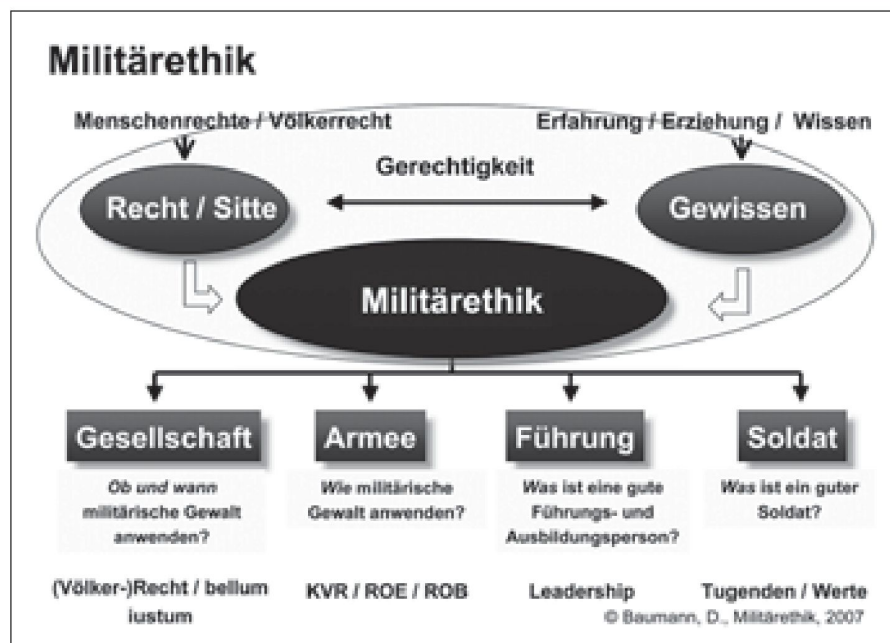 Militärethik
Menschenrechte / Völkerrecht
Erfahrung / Erziehung / Wissen
Gerechtigkeit
Recht / Sitte
Gewissen
Militärethik
Gesellschaft
Armee
Führung
Soldat
Ob und wann
militärische Gewalt
anwenden?
Wie militärische
Gewalt anwenden?
Was ist eine gute
Führungs- und
Ausbildungsperson?
Was ist ein guter
Soldat?
(Völker-)Recht / bellum
iustum
KVR / ROE / ROB
Leadership
Tugenden / Werte
© Baumann, D., Militärethik, 2007